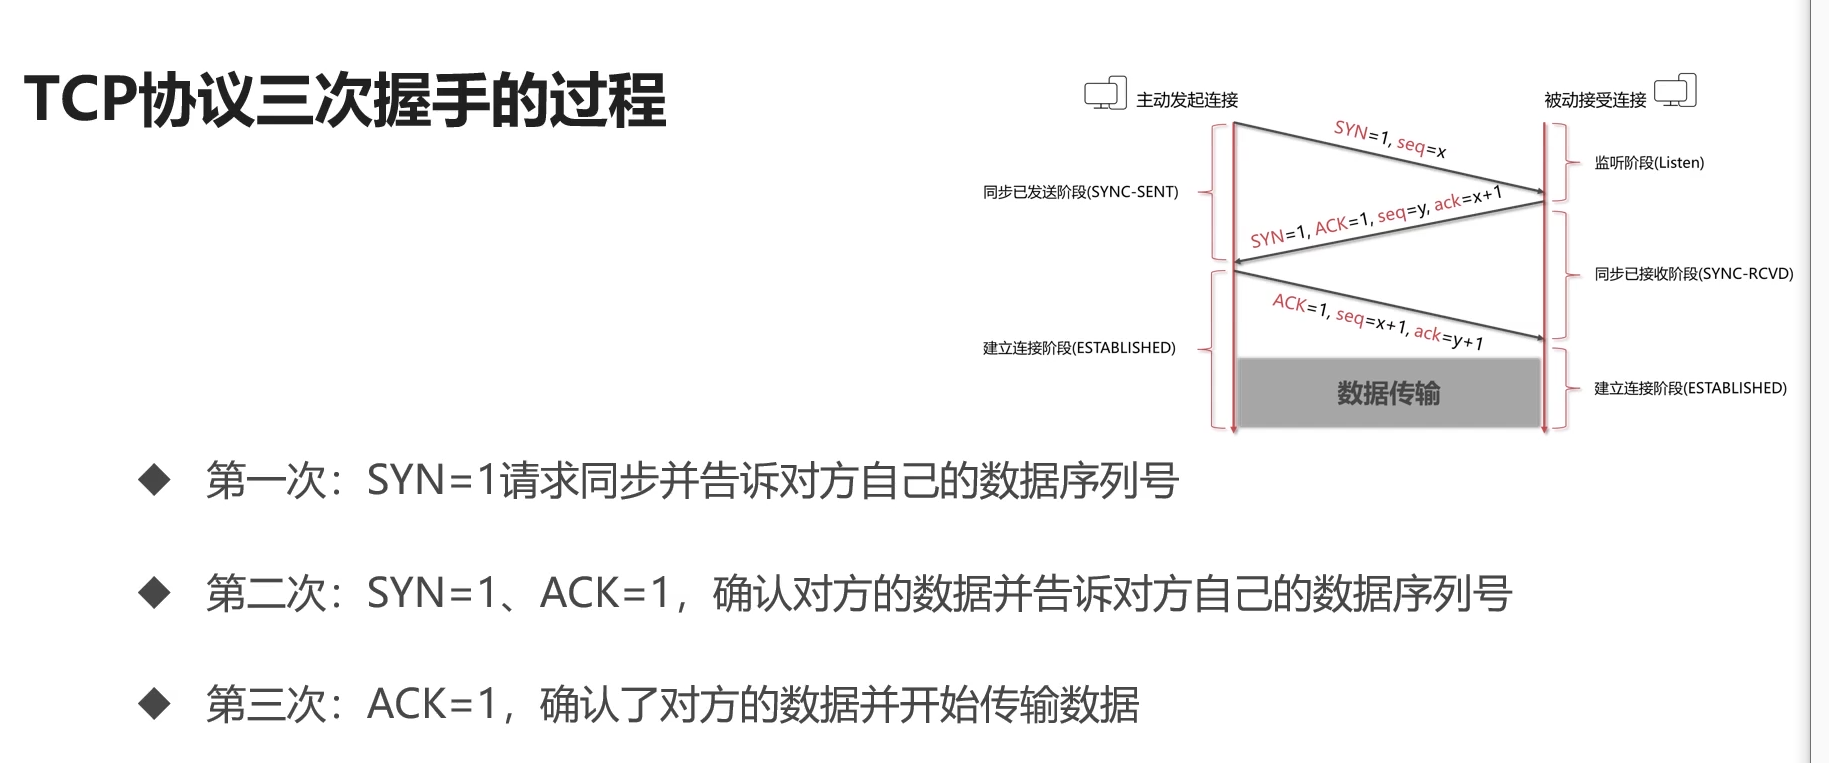 TCP协议三次握手的过程
主动发起连接
被动接受连接
SYN=1, seq=x
监听阶段(Listen)
同步已发送阶段(SYNC-SENT)
SYN=1, ACK=1, seq=y, ack=x+1
同步已接收阶段(SYNC-RCVD)
ACK=1, seq=x+1, ack=y+1
建立连接阶段(ESTABLISHED)
数据传输
建立连接阶段(ESTABLISHED)
◆ 第一次：SYN=1请求同步并告诉对方自己的数据序列号
◆ 第二次：SYN=1、ACK=1，确认对方的数据并告诉对方自己的数据序列号
◆ 第三次：ACK=1，确认了对方的数据并开始传输数据